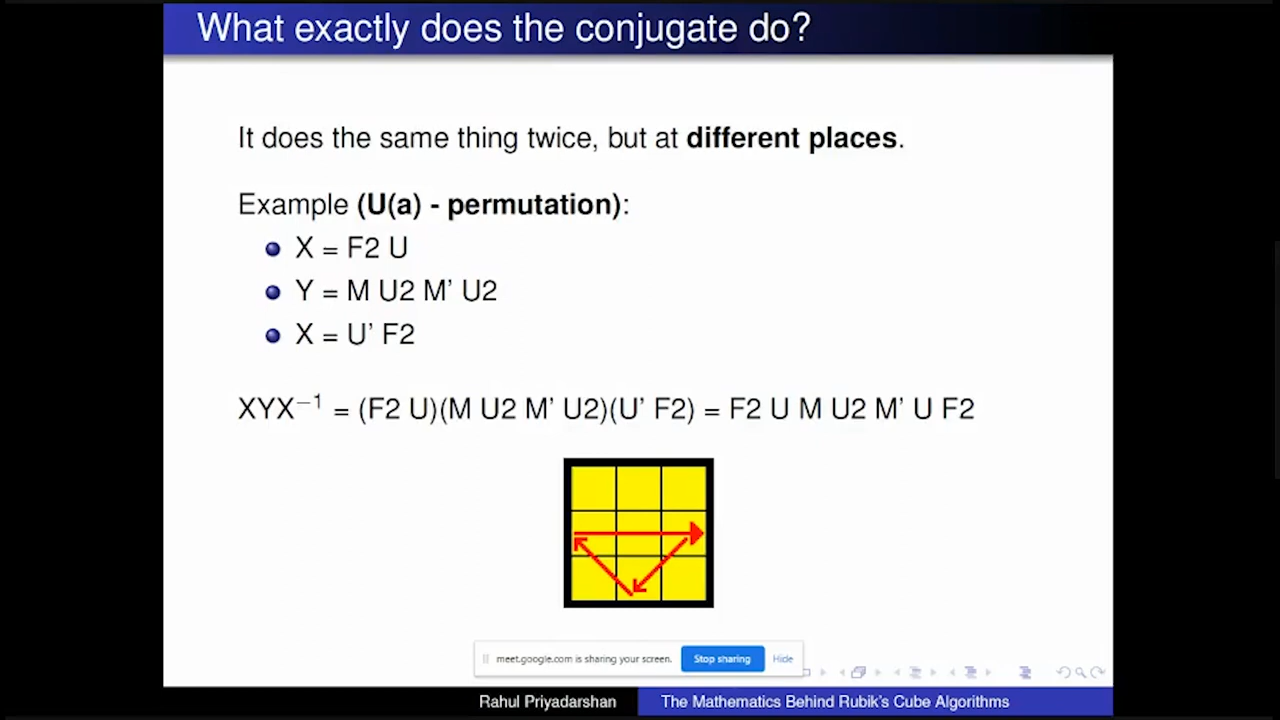 What exactly does the conjugate do?
It does the same thing twice, but at different places.
Example (U(a) - permutation):
X = F2 U
Y = M U2 M' U2
X = U' F2
XYX⁻¹ = (F2 U)(M U2 M' U2)(U' F2) = F2 U M U2 M' U F2
meet.google.com is sharing your screen. Stop sharing Hide
Rahul Priyadarshan The Mathematics Behind Rubik's Cube Algorithms